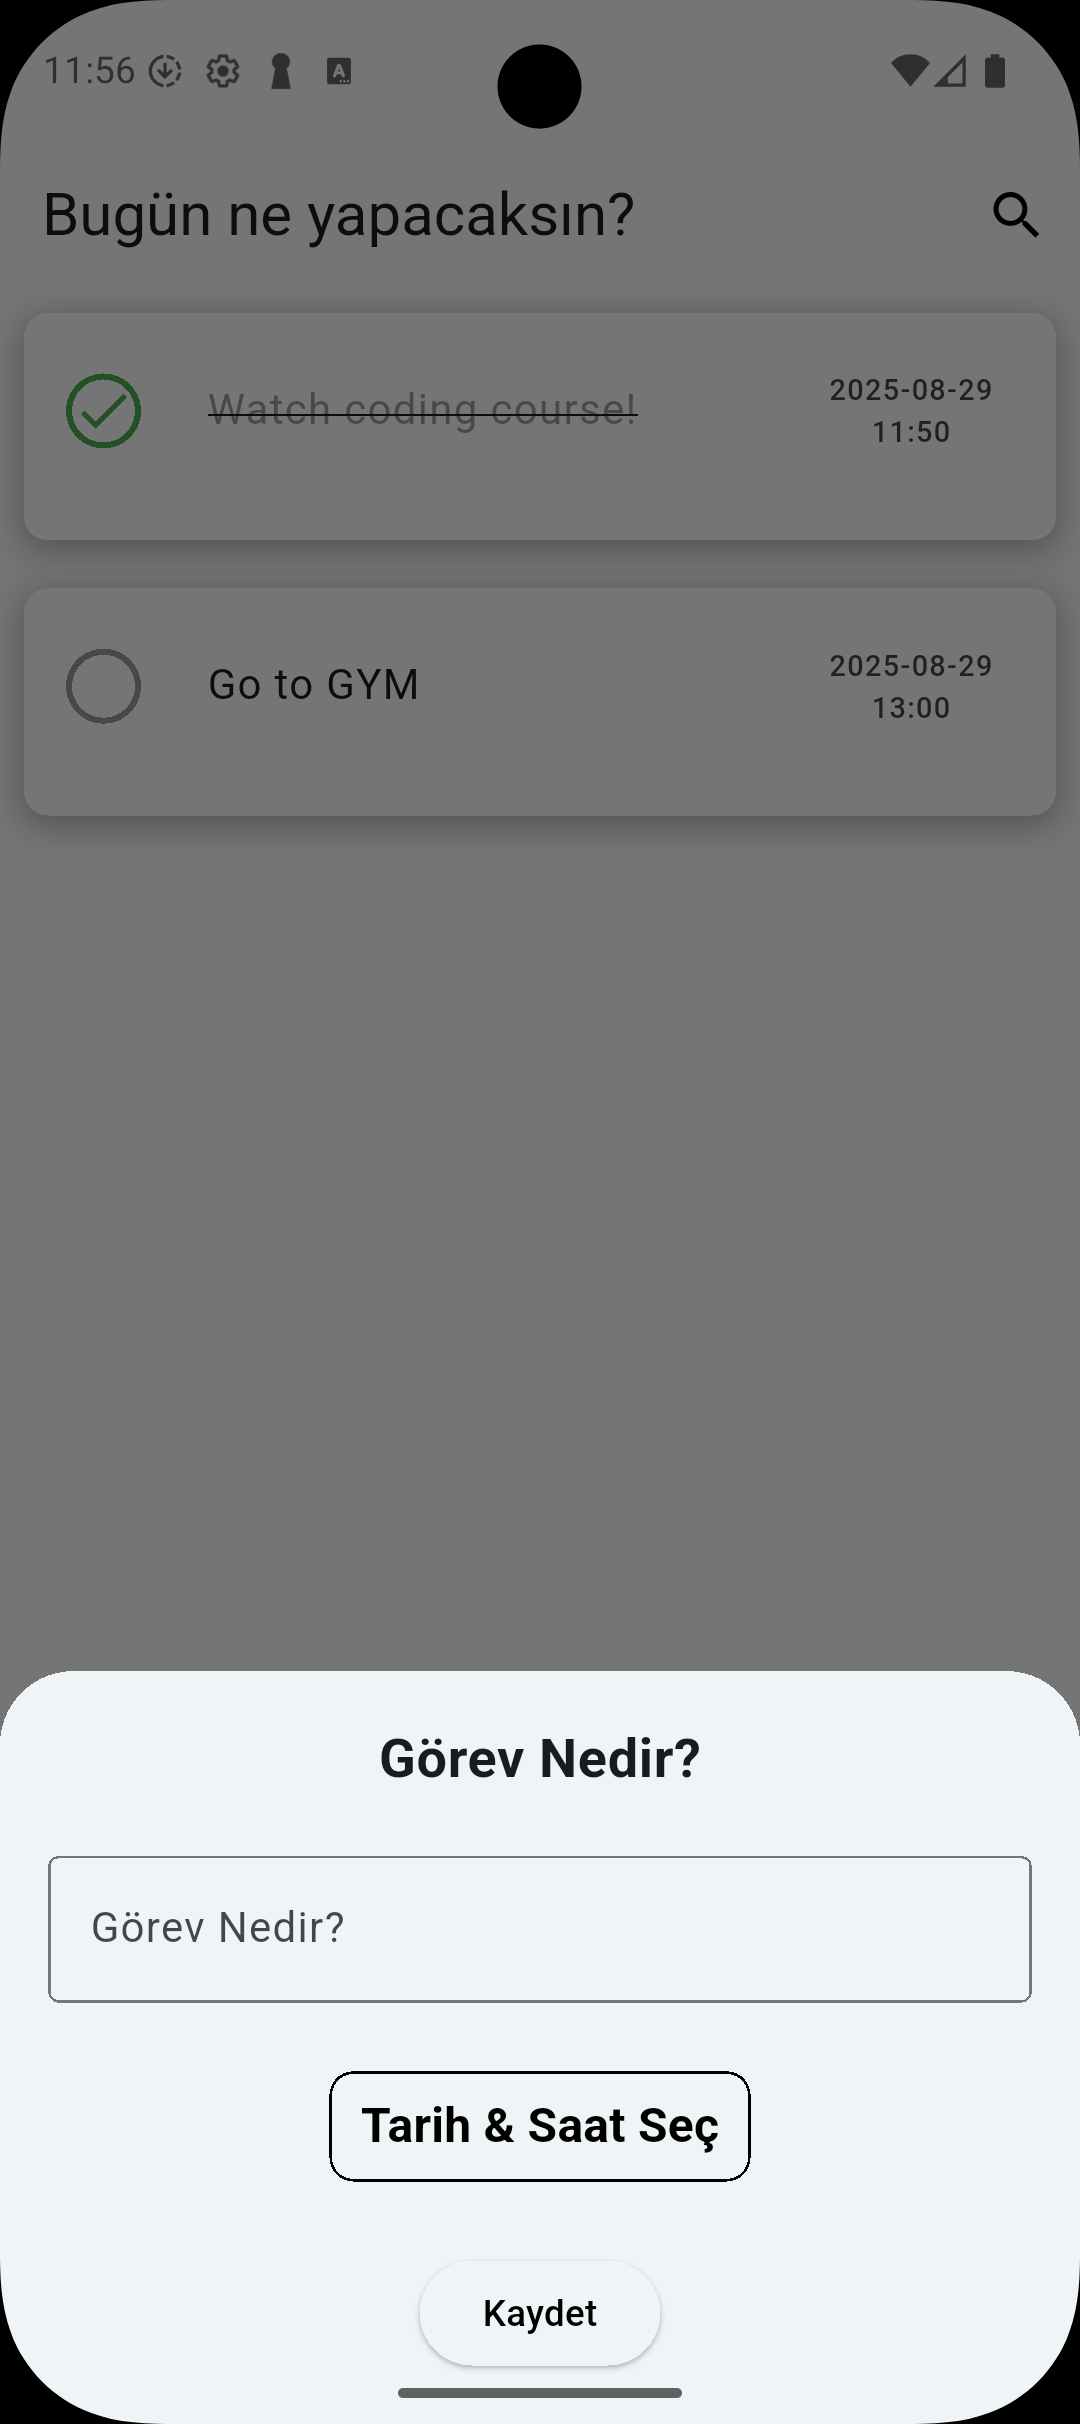 11:56
Bugün ne yapacaksın?
Watch coding course!
2025-08-29
11:50
Go to GYM
2025-08-29
13:00
Görev Nedir?
Görev Nedir?
Tarih & Saat Seç
Kaydet